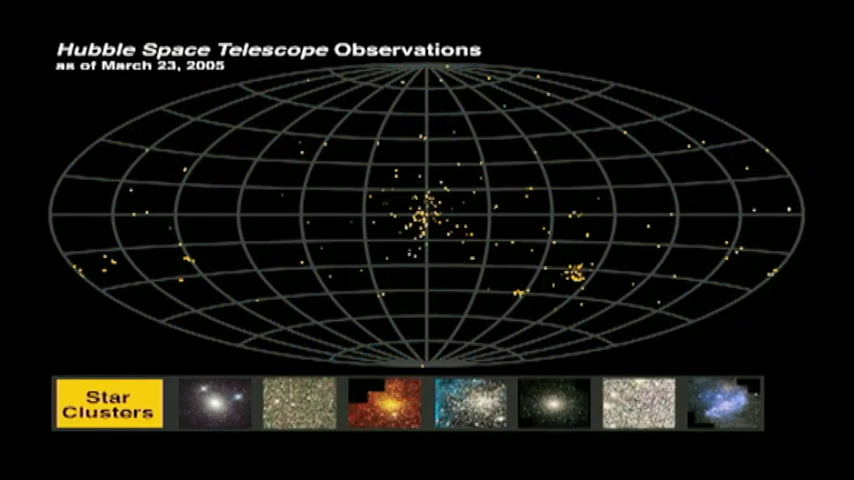 Hubble Space Telescope Observations
as of March 23, 2005
Star
Clusters